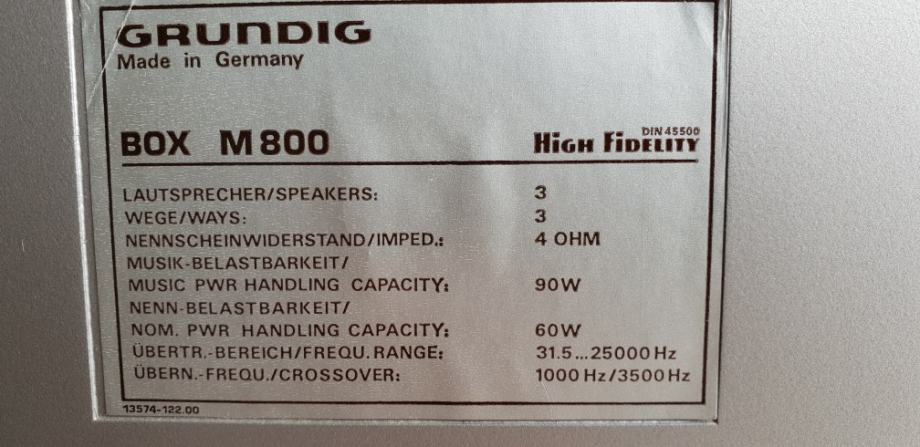 GRUNDIG
Made in Germany
BOX M800
HIGH FIDELITY DIN 45500
LAUTSPRECHER/SPEAKERS: 3
WEGE/WAYS: 3
NENNSCHEINWIDERSTAND/IMPED.: 4 OHM
MUSIK-BELASTBARKEIT/
MUSIC PWR HANDLING CAPACITY: 90W
NENN-BELASTBARKEIT/
NOM. PWR HANDLING CAPACITY: 60W
ÜBERTR.-BEREICH/FREQU. RANGE: 31.5...25000 Hz
ÜBERN.-FREQU./CROSSOVER: 1000 Hz/3500 Hz
13574-122.00